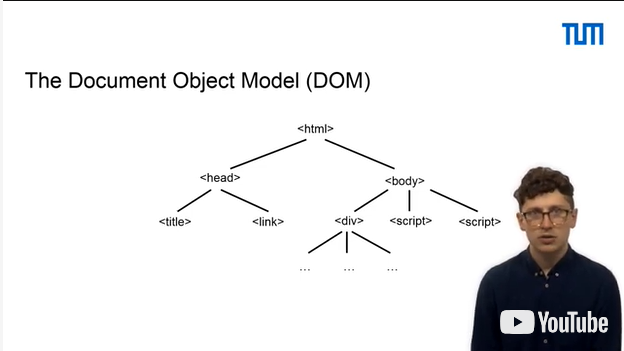 TUM
The Document Object Model (DOM)
<html>
<head> <body>
<title> <link> <div> <script> <script>
... ... ...
YouTube